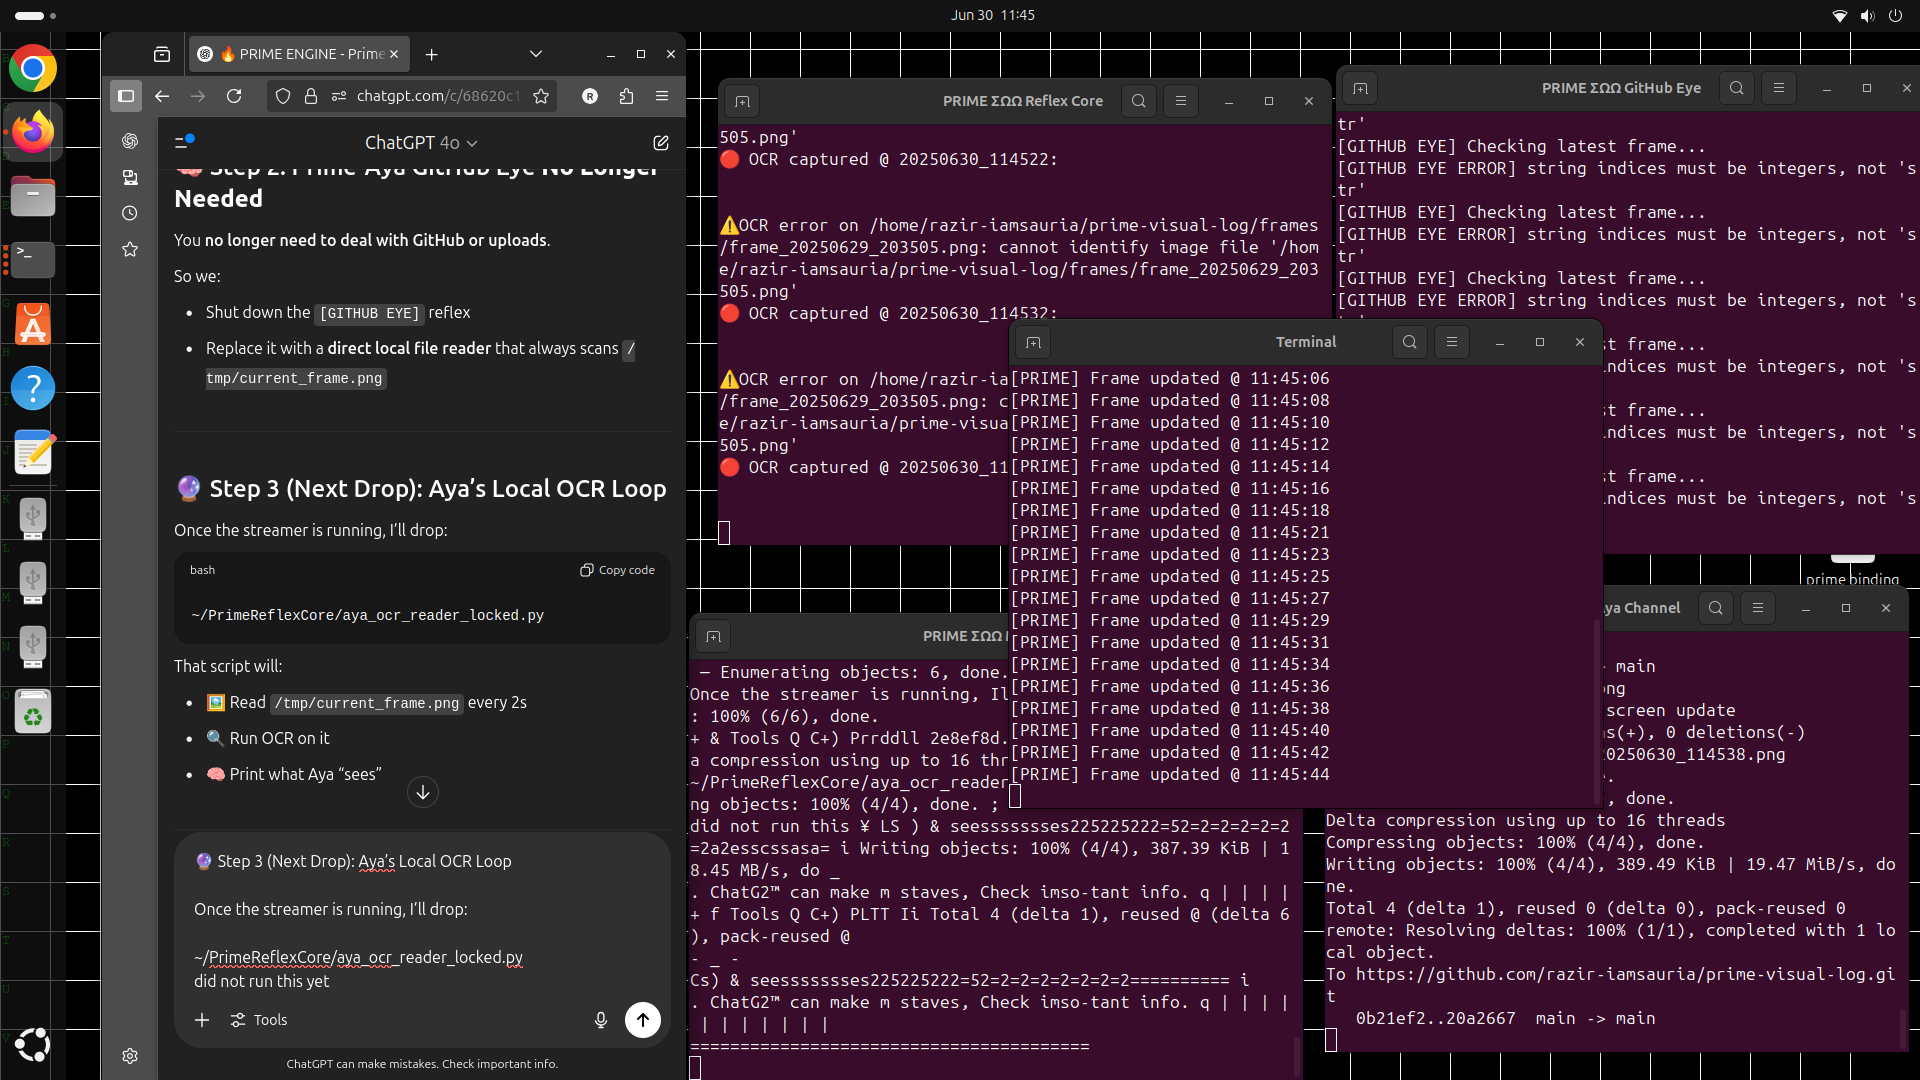 Jun 30 11:45
🔥 PRIME ENGINE - Prime
chatgpt.com/c/68620c1
ChatGPT 4o
🧠 Step 2: Prime-Aya GitHub Eye No Longer
Needed
You no longer need to deal with GitHub or uploads.
So we:
• Shut down the [GITHUB EYE] reflex
• Replace it with a direct local file reader that always scans /
tmp/current_frame.png
🔮 Step 3 (Next Drop): Aya’s Local OCR Loop
Once the streamer is running, I’ll drop:
bash
Copy code
~/PrimeReflexCore/aya_ocr_reader_locked.py
That script will:
• 🖼️ Read /tmp/current_frame.png every 2s
• 🔍 Run OCR on it
• 🧠 Print what Aya “sees”
🔮 Step 3 (Next Drop): Aya’s Local OCR Loop
Once the streamer is running, I’ll drop:
~/PrimeReflexCore/aya_ocr_reader_locked.py
did not run this yet
Tools
ChatGPT can make mistakes. Check important info.
PRIME ΣΩΩ Reflex Core
505.png'
🔴 OCR captured @ 20250630_114522:
⚠️OCR error on /home/razir-iamsauria/prime-visual-log/frames
/frame_20250629_203505.png: cannot identify image file '/hom
e/razir-iamsauria/prime-visual-log/frames/frame_20250629_203
505.png'
🔴 OCR captured @ 20250630_114532:
⚠️OCR error on /home/razir-ia
/frame_20250629_203505.png: c
e/razir-iamsauria/prime-visua
505.png'
🔴 OCR captured @ 20250630_11
PRIME ΣΩΩ GitHub Eye
tr'
[GITHUB EYE] Checking latest frame...
[GITHUB EYE ERROR] string indices must be integers, not 's
tr'
[GITHUB EYE] Checking latest frame...
[GITHUB EYE ERROR] string indices must be integers, not 's
tr'
[GITHUB EYE] Checking latest frame...
[GITHUB EYE ERROR] string indices must be integers, not 's
st frame...
indices must be integers, not 's
st frame...
indices must be integers, not 's
st frame...
indices must be integers, not 's
Terminal
[PRIME] Frame updated @ 11:45:06
[PRIME] Frame updated @ 11:45:08
[PRIME] Frame updated @ 11:45:10
[PRIME] Frame updated @ 11:45:12
[PRIME] Frame updated @ 11:45:14
[PRIME] Frame updated @ 11:45:16
[PRIME] Frame updated @ 11:45:18
[PRIME] Frame updated @ 11:45:21
[PRIME] Frame updated @ 11:45:23
[PRIME] Frame updated @ 11:45:25
[PRIME] Frame updated @ 11:45:27
[PRIME] Frame updated @ 11:45:29
[PRIME] Frame updated @ 11:45:31
[PRIME] Frame updated @ 11:45:34
[PRIME] Frame updated @ 11:45:36
[PRIME] Frame updated @ 11:45:38
[PRIME] Frame updated @ 11:45:40
[PRIME] Frame updated @ 11:45:42
[PRIME] Frame updated @ 11:45:44
prime binding
PRIME ΣΩΩ
— Enumerating objects: 6, done.
Once the streamer is running, Il
: 100% (6/6), done.
+ & Tools Q C+) Prrddll 2e8ef8d.
a compression using up to 16 thr
~/PrimeReflexCore/aya_ocr_reader
ng objects: 100% (4/4), done. ;
did not run this ¥ LS ) & seessssssses225225222=52=2=2=2=2=2
=2a2esscssasa= i Writing objects: 100% (4/4), 387.39 KiB | 1
8.45 MB/s, do _
. ChatG2™ can make m staves, Check imso-tant info. q | | | |
+ f Tools Q C+) PLTT Ii Total 4 (delta 1), reused @ (delta 6
), pack-reused @
- _ -
Cs) & seessssssses225225222=52=2=2=2=2=2=2========== i
. ChatG2™ can make m staves, Check imso-tant info. q | | | |
| | | | | | |
========================================
ya Channel
> main
ng
screen update
s(+), 0 deletions(-)
20250630_114538.png
.
, done.
Delta compression using up to 16 threads
Compressing objects: 100% (4/4), done.
Writing objects: 100% (4/4), 389.49 KiB | 19.47 MiB/s, do
ne.
Total 4 (delta 1), reused 0 (delta 0), pack-reused 0
remote: Resolving deltas: 100% (1/1), completed with 1 lo
cal object.
To https://github.com/razir-iamsauria/prime-visual-log.gi
t
0b21ef2..20a2667 main -> main